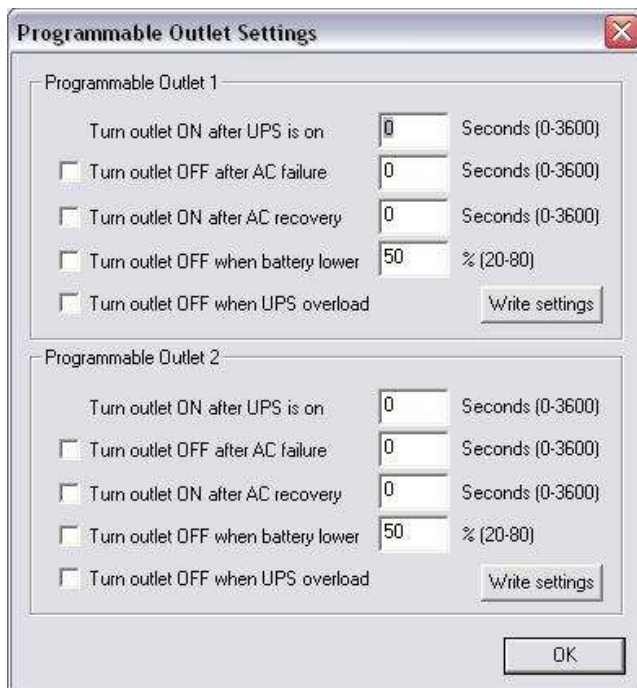 Programmable Outlet Settings
Programmable Outlet 1
Turn outlet ON after UPS is on 0 Seconds (0-3600)
Turn outlet OFF after AC failure 0 Seconds (0-3600)
Turn outlet ON after AC recovery 0 Seconds (0-3600)
Turn outlet OFF when battery lower 50 % (20-80)
Turn outlet OFF when UPS overload Write settings
Programmable Outlet 2
Turn outlet ON after UPS is on 0 Seconds (0-3600)
Turn outlet OFF after AC failure 0 Seconds (0-3600)
Turn outlet ON after AC recovery 0 Seconds (0-3600)
Turn outlet OFF when battery lower 50 % (20-80)
Turn outlet OFF when UPS overload Write settings
OK